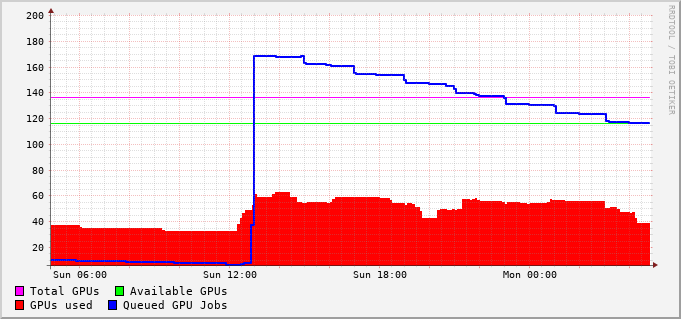 200
180
160
140
120
100
80
60
40
20
Sun 06:00 Sun 12:00 Sun 18:00 Mon 00:00
Total GPUs Available GPUs
GPUs used Queued GPU Jobs
RRDTOOL / TOBI OETIKER